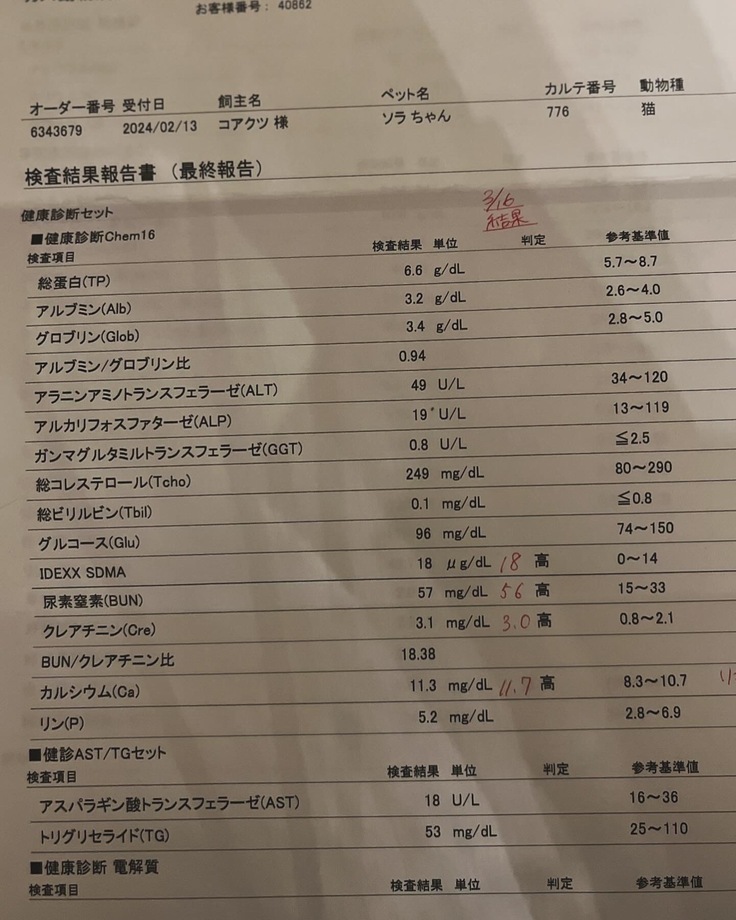 お客様番号： 40862
オーダー番号 受付日 飼主名 ペット名 カルテ番号 動物種
6343679 2024/02/13 コアクツ 様 ソラ ちゃん 776 猫
検査結果報告書 （最終報告）
健康診断セット
3/16
結果
■健康診断Chem16
検査項目 検査結果 単位 判定 参考基準値
総蛋白(TP) 6.6 g/dL 5.7～8.7
アルブミン(Alb) 3.2 g/dL 2.6～4.0
グロブリン(Glob) 3.4 g/dL 2.8～5.0
アルブミン/グロブリン比 0.94
アラニンアミノトランスフェラーゼ(ALT) 49 U/L 34～120
アルカリフォスファターゼ(ALP) 19* U/L 13～119
ガンマグルタミルトランスフェラーゼ(GGT) 0.8 U/L ≦2.5
総コレステロール(Tcho) 249 mg/dL 80～290
総ビリルビン(Tbil) 0.1 mg/dL ≦0.8
グルコース(Glu) 96 mg/dL 74～150
IDEXX SDMA 18 μg/dL 18 高 0～14
尿素窒素(BUN) 57 mg/dL 56 高 15～33
クレアチニン(Cre) 3.1 mg/dL 3.0 高 0.8～2.1
BUN/クレアチニン比 18.38
カルシウム(Ca) 11.3 mg/dL 11.7 高 8.3～10.7
リン(P) 5.2 mg/dL 2.8～6.9
■健診AST/TGセット
検査項目 検査結果 単位 判定 参考基準値
アスパラギン酸トランスフェラーゼ(AST) 18 U/L 16～36
トリグリセライド(TG) 53 mg/dL 25～110
■健康診断 電解質
検査項目 検査結果 単位 判定 参考基準値